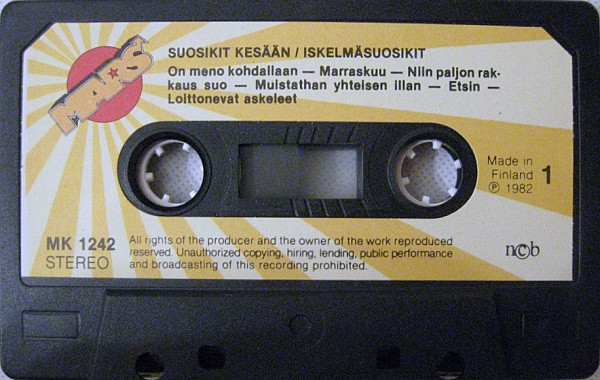 MARS
SUOSIKIT KESÄÄN / ISKELMÄSUOSIKIT
On meno kohdallaan — Marraskuu — Niin paljon rak-
kaus suo — Muistathan yhteisen illan — Etsin —
Loittonevat askeleet
Made in
Finland
Ⓟ 1982
1
MK 1242
STEREO
All rights of the producer and the owner of the work reproduced
reserved. Unauthorized copying, hiring, lending, public performance
and broadcasting of this recording prohibited.
n©b